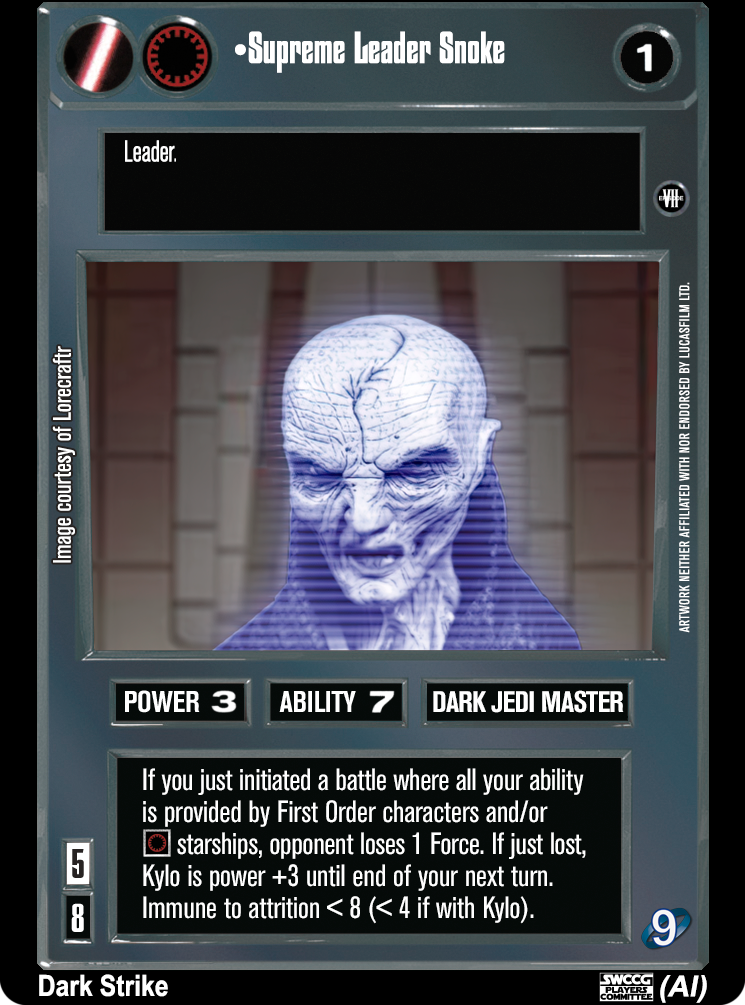 •Supreme Leader Snoke
1
Leader.
EPISODE VII
Image courtesy of Lorecraftr
ARTWORK NEITHER AFFILIATED WITH NOR ENDORSED BY LUCASFILM LTD.
POWER 3
ABILITY 7
DARK JEDI MASTER
If you just initiated a battle where all your ability
is provided by First Order characters and/or
starships, opponent loses 1 Force. If just lost,
Kylo is power +3 until end of your next turn.
Immune to attrition < 8 (< 4 if with Kylo).
5
8
9
Dark Strike
SWCCG
PLAYERS
COMMITTEE
(AI)